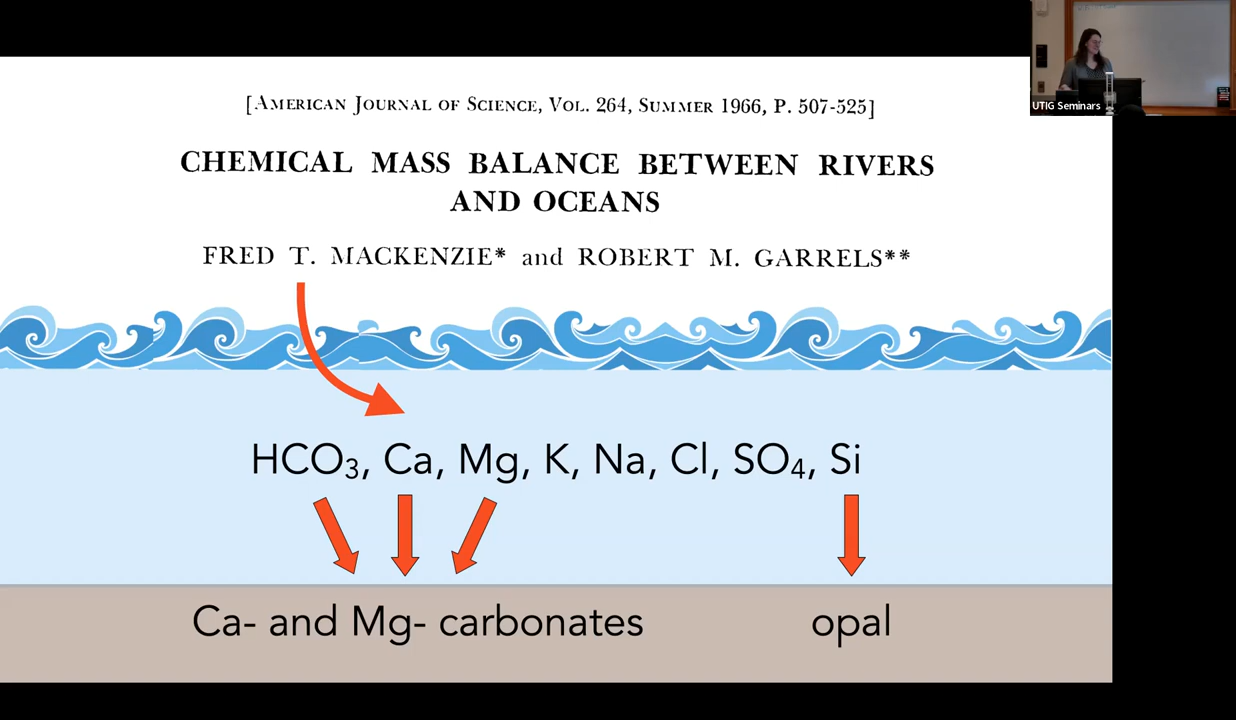 [American Journal of Science, Vol. 264, Summer 1966, P. 507-525]
CHEMICAL MASS BALANCE BETWEEN RIVERS
AND OCEANS
FRED T. MACKENZIE* and ROBERT M. GARRELS**
HCO₃, Ca, Mg, K, Na, Cl, SO₄, Si
Ca- and Mg- carbonates
opal
UTIG Seminars